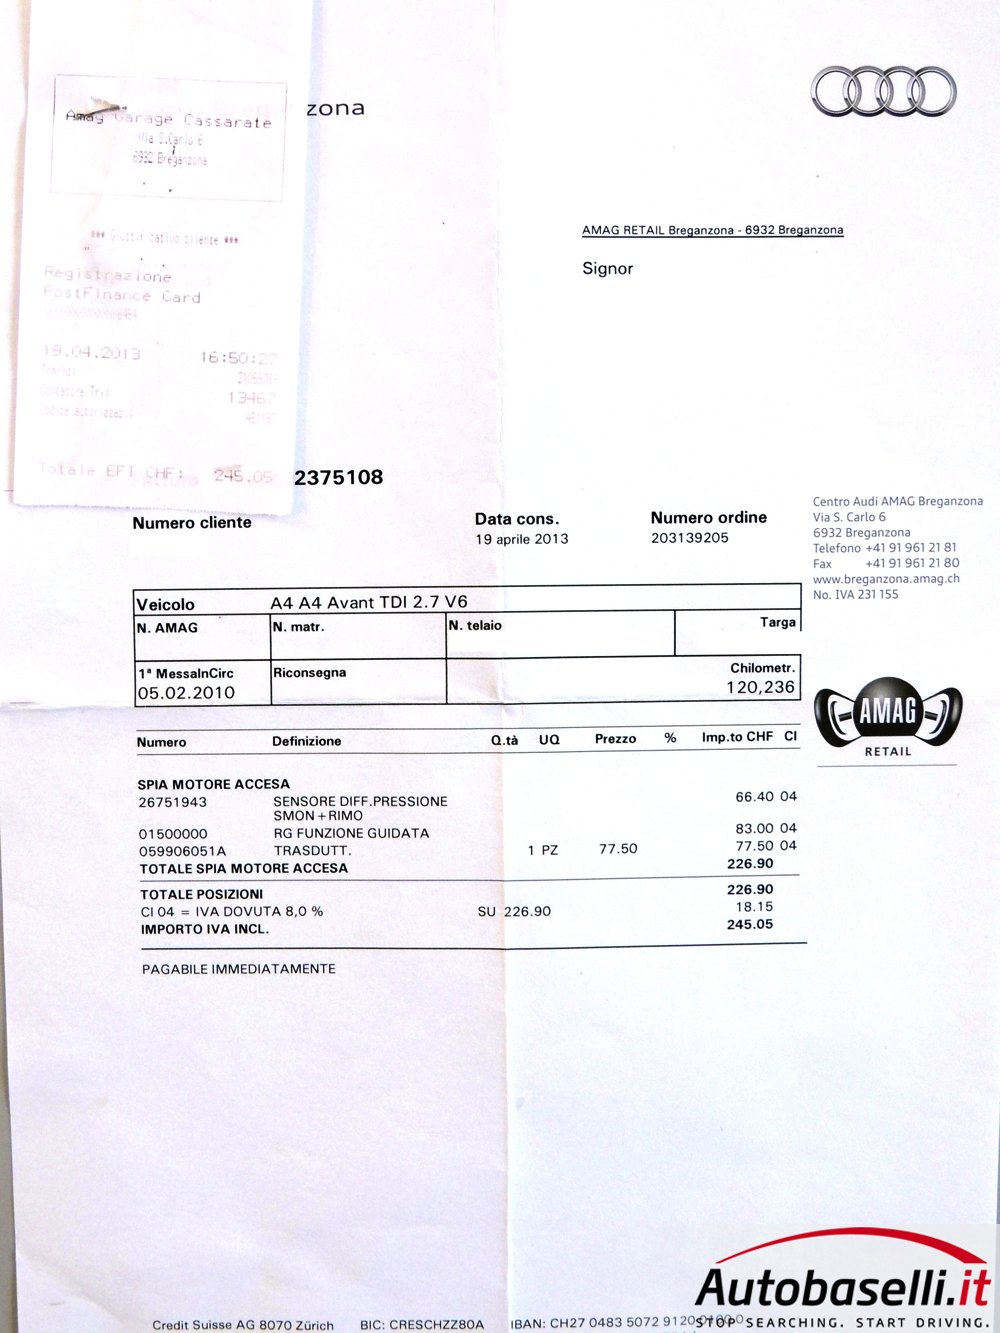 zona
Amag Garage Cassarate
Via S.Carlo 6
6932 Breganzona
*** Giustificativo cliente ***
Registrazione
PostFinance Card
19.04.2013 16:50:27
Totale EFT CHF: 245.05
AMAG RETAIL Breganzona - 6932 Breganzona
Signor
2375108
Numero cliente
Data cons.
19 aprile 2013
Numero ordine
203139205
Centro Audi AMAG Breganzona
Via S. Carlo 6
6932 Breganzona
Telefono +41 91 961 21 81
Fax +41 91 961 21 80
www.breganzona.amag.ch
No. IVA 231 155
Veicolo A4 A4 Avant TDI 2.7 V6
N. AMAG N. matr. N. telaio Targa
1ª MessaInCirc Riconsegna Chilometr.
05.02.2010 120,236
AMAG
RETAIL
Numero Definizione Q.tà UQ Prezzo % Imp.to CHF CI
SPIA MOTORE ACCESA
26751943 SENSORE DIFF.PRESSIONE 66.40 04
SMON+RIMO
01500000 RG FUNZIONE GUIDATA 83.00 04
059906051A TRASDUTT. 1 PZ 77.50 77.50 04
TOTALE SPIA MOTORE ACCESA 226.90
TOTALE POSIZIONI 226.90
CI 04 = IVA DOVUTA 8,0 % SU 226.90 18.15
IMPORTO IVA INCL. 245.05
PAGABILE IMMEDIATAMENTE
Credit Suisse AG 8070 Zürich BIC: CRESCHZZ80A IBAN: CH27 0483 5072 9120
Autobaselli.it
STOP SEARCHING. START DRIVING.